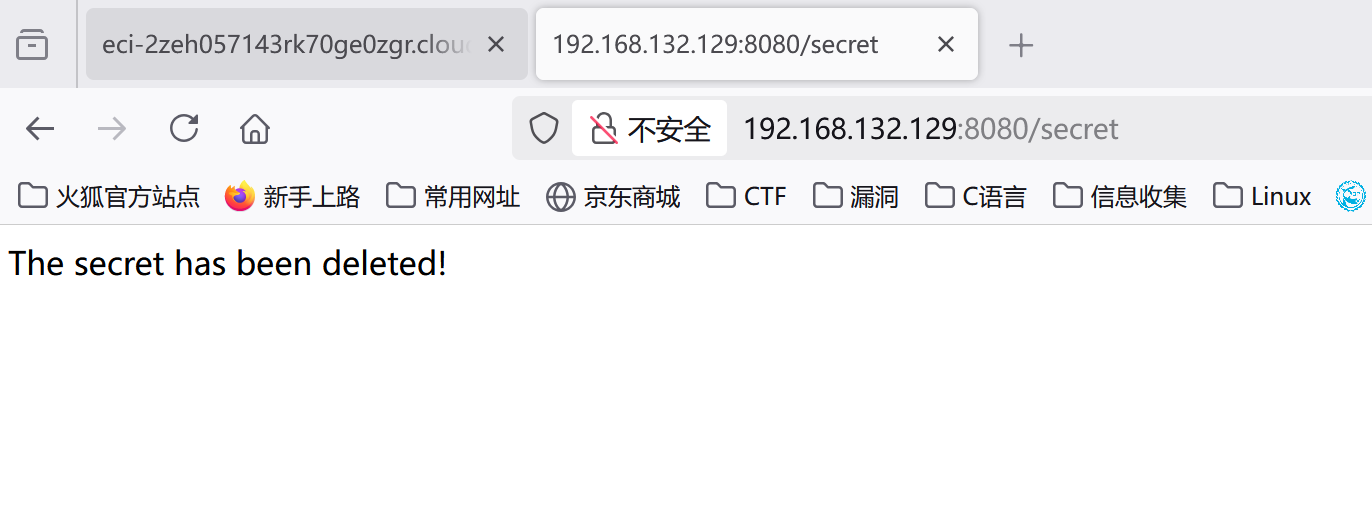 eci-2zeh057143rk70ge0zgr.clou
192.168.132.129:8080/secret
不安全 192.168.132.129:8080/secret
火狐官方站点 新手上路 常用网址 京东商城 CTF 漏洞 C语言 信息收集 Linux
The secret has been deleted!